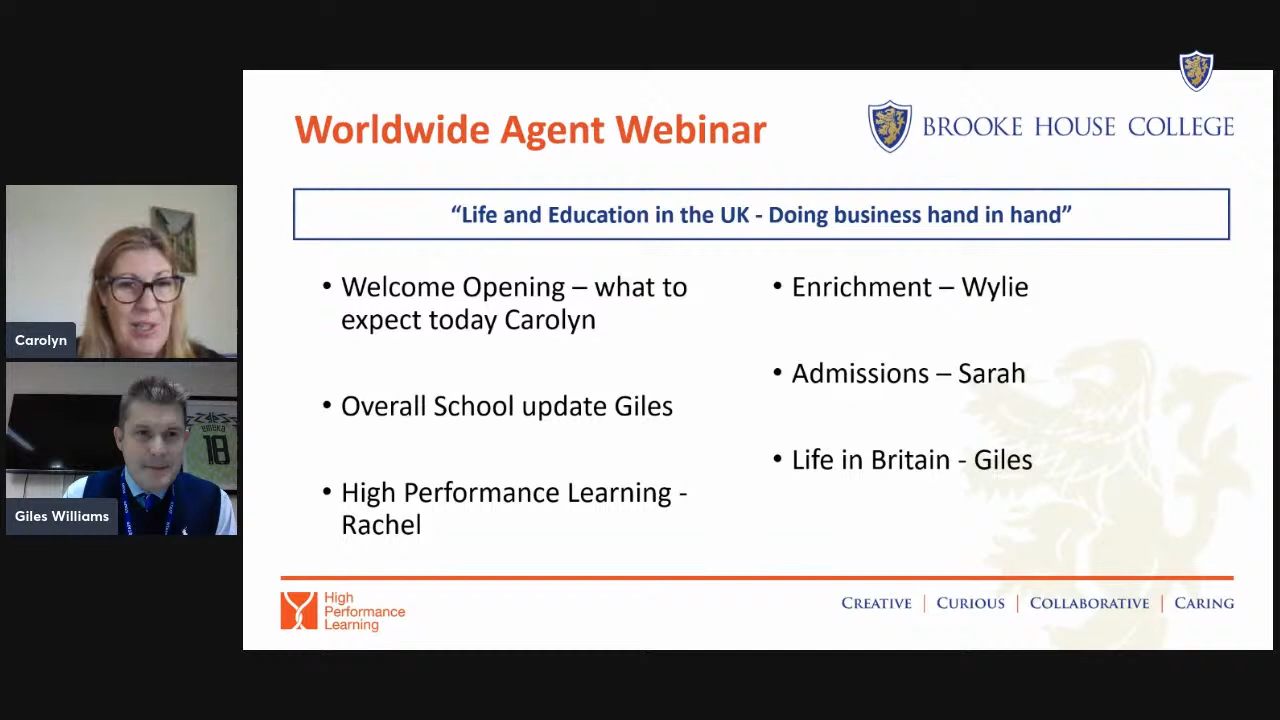 Worldwide Agent Webinar
BROOKE HOUSE COLLEGE
“Life and Education in the UK - Doing business hand in hand”
• Welcome Opening – what to
expect today Carolyn
• Overall School update Giles
• High Performance Learning -
Rachel
• Enrichment – Wylie
• Admissions – Sarah
• Life in Britain - Giles
High
Performance
Learning
CREATIVE | CURIOUS | COLLABORATIVE | CARING
Carolyn
18
Giles Williams